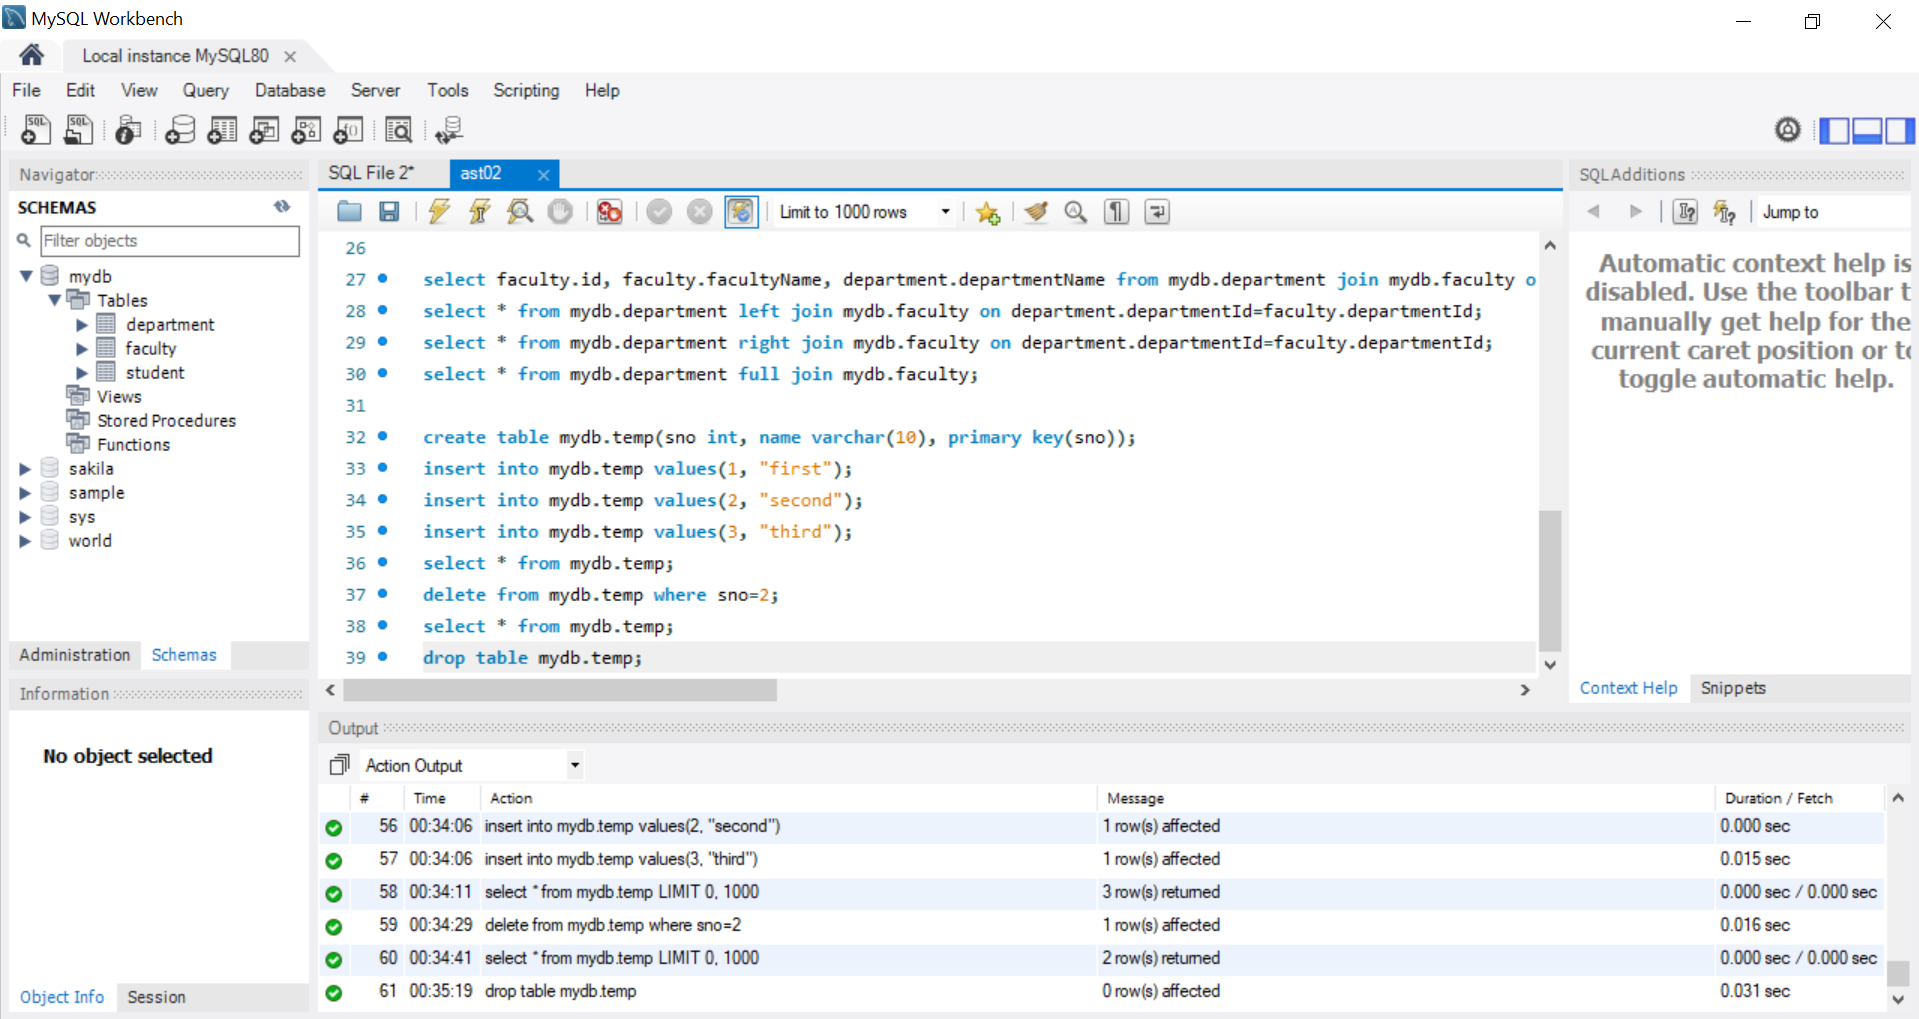 MySQL Workbench
Local instance MySQL80
File Edit View Query Database Server Tools Scripting Help
Navigator
SCHEMAS
Filter objects
mydb
Tables
department
faculty
student
Views
Stored Procedures
Functions
sakila
sample
sys
world
Administration Schemas
Information
No object selected
Object Info Session
SQL File 2* ast02
Limit to 1000 rows
26
27 select faculty.id, faculty.facultyName, department.departmentName from mydb.department join mydb.faculty o
28 select * from mydb.department left join mydb.faculty on department.departmentId=faculty.departmentId;
29 select * from mydb.department right join mydb.faculty on department.departmentId=faculty.departmentId;
30 select * from mydb.department full join mydb.faculty;
31
32 create table mydb.temp(sno int, name varchar(10), primary key(sno));
33 insert into mydb.temp values(1, "first");
34 insert into mydb.temp values(2, "second");
35 insert into mydb.temp values(3, "third");
36 select * from mydb.temp;
37 delete from mydb.temp where sno=2;
38 select * from mydb.temp;
39 drop table mydb.temp;
SQLAdditions
Jump to
Automatic context help is
disabled. Use the toolbar t
manually get help for the
current caret position or to
toggle automatic help.
Context Help Snippets
Output
Action Output
# Time Action Message Duration / Fetch
56 00:34:06 insert into mydb.temp values(2, "second") 1 row(s) affected 0.000 sec
57 00:34:06 insert into mydb.temp values(3, "third") 1 row(s) affected 0.015 sec
58 00:34:11 select * from mydb.temp LIMIT 0, 1000 3 row(s) returned 0.000 sec / 0.000 sec
59 00:34:29 delete from mydb.temp where sno=2 1 row(s) affected 0.016 sec
60 00:34:41 select * from mydb.temp LIMIT 0, 1000 2 row(s) returned 0.000 sec / 0.000 sec
61 00:35:19 drop table mydb.temp 0 row(s) affected 0.031 sec